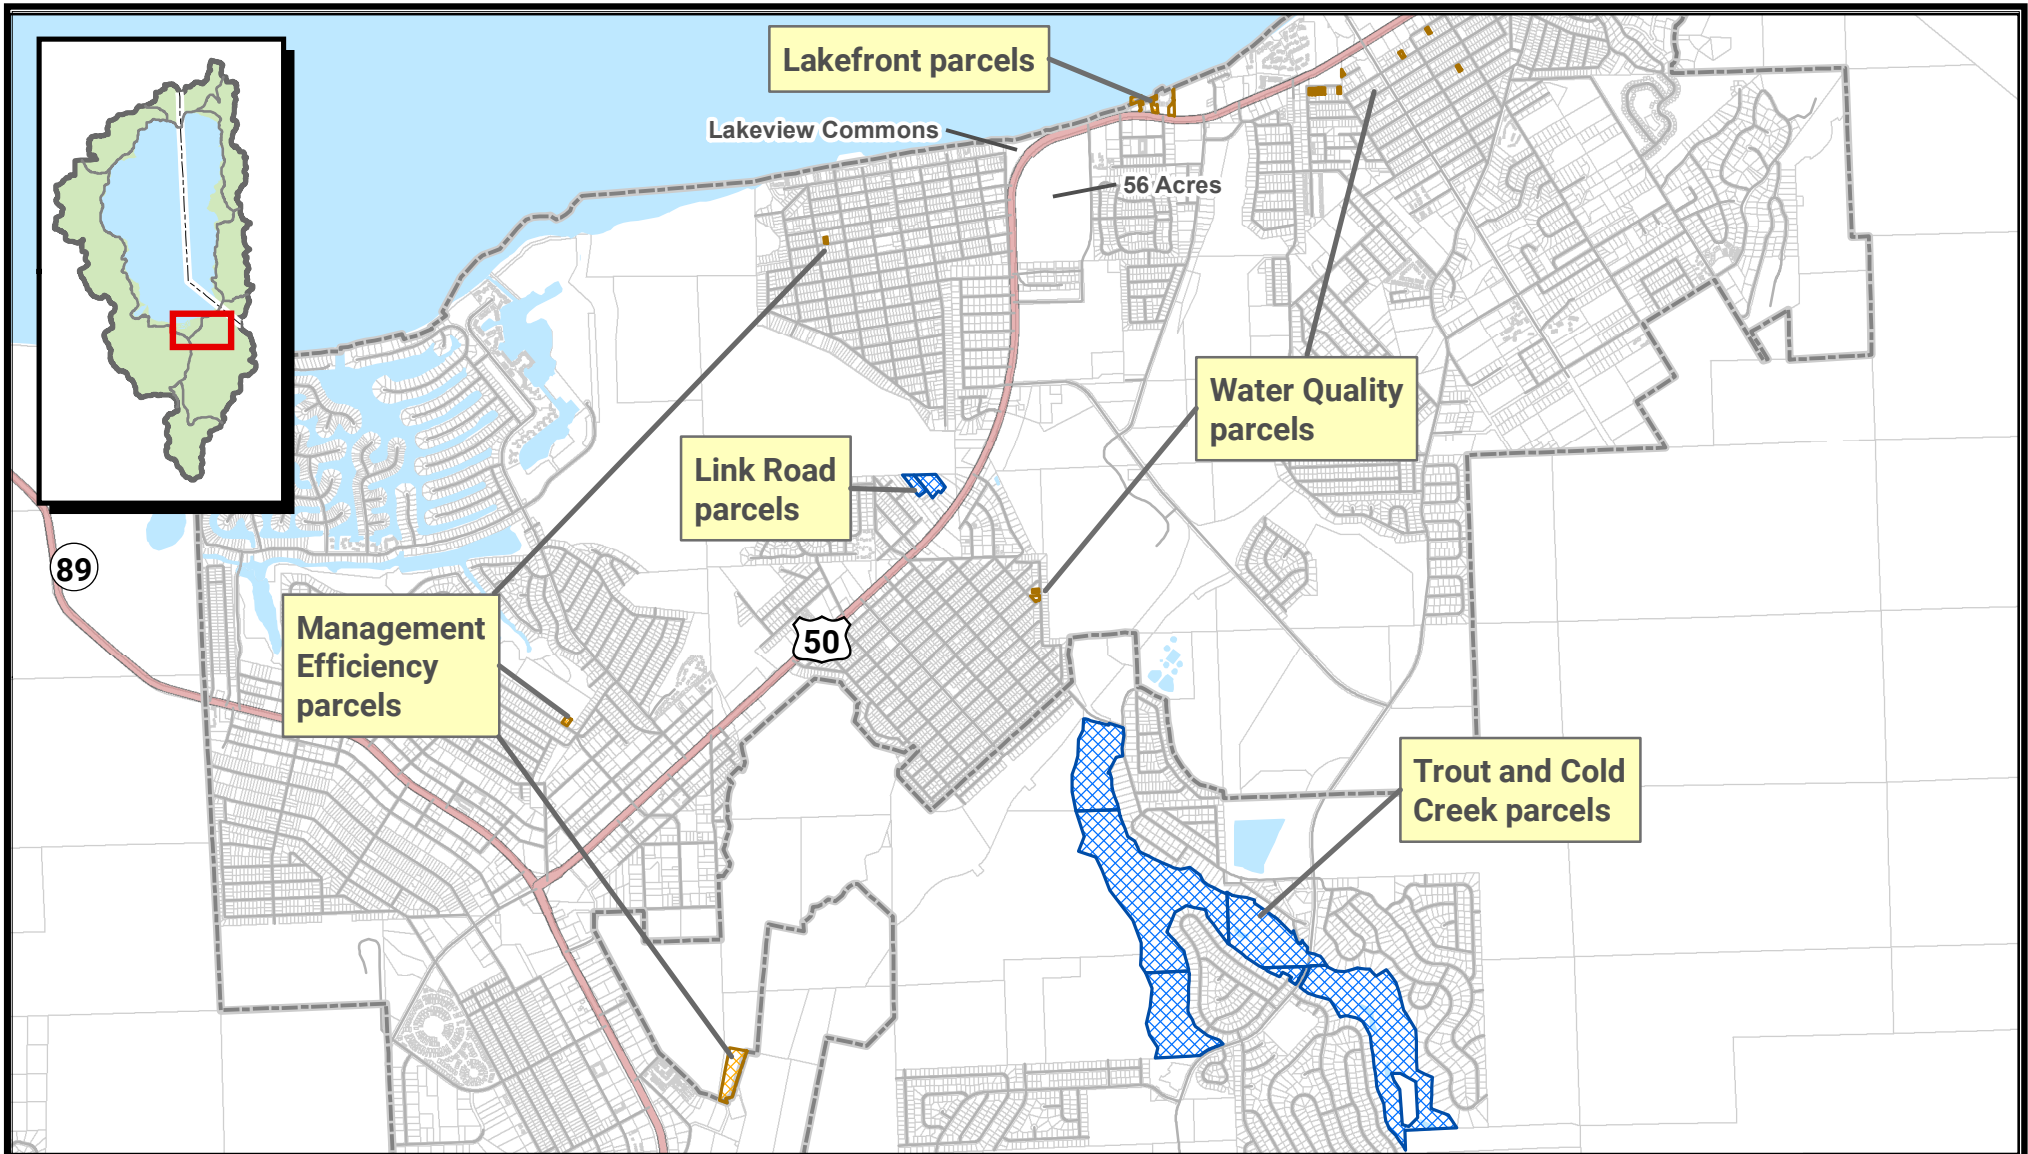 Lakefront parcels
Lakeview Commons
56 Acres
Water Quality
parcels
Link Road
parcels
89
Management
Efficiency
parcels
50
Trout and Cold
Creek parcels